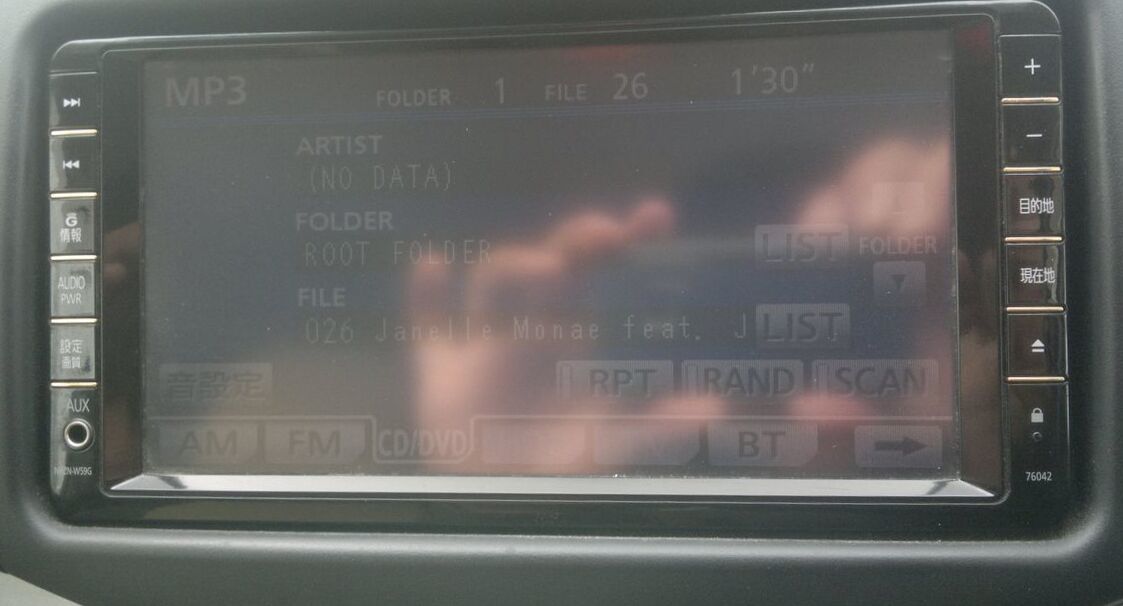 MP3 FOLDER 1 FILE 26 1'30"
ARTIST
(NO DATA)
FOLDER
ROOT FOLDER
LIST FOLDER
FILE
026 Janelle Monae feat. J LIST
音設定 RPT RAND SCAN
AM FM CD/DVD BT
G
情報
AUDIO
PWR
設定
画質
AUX
+
−
目的地
現在地
76042